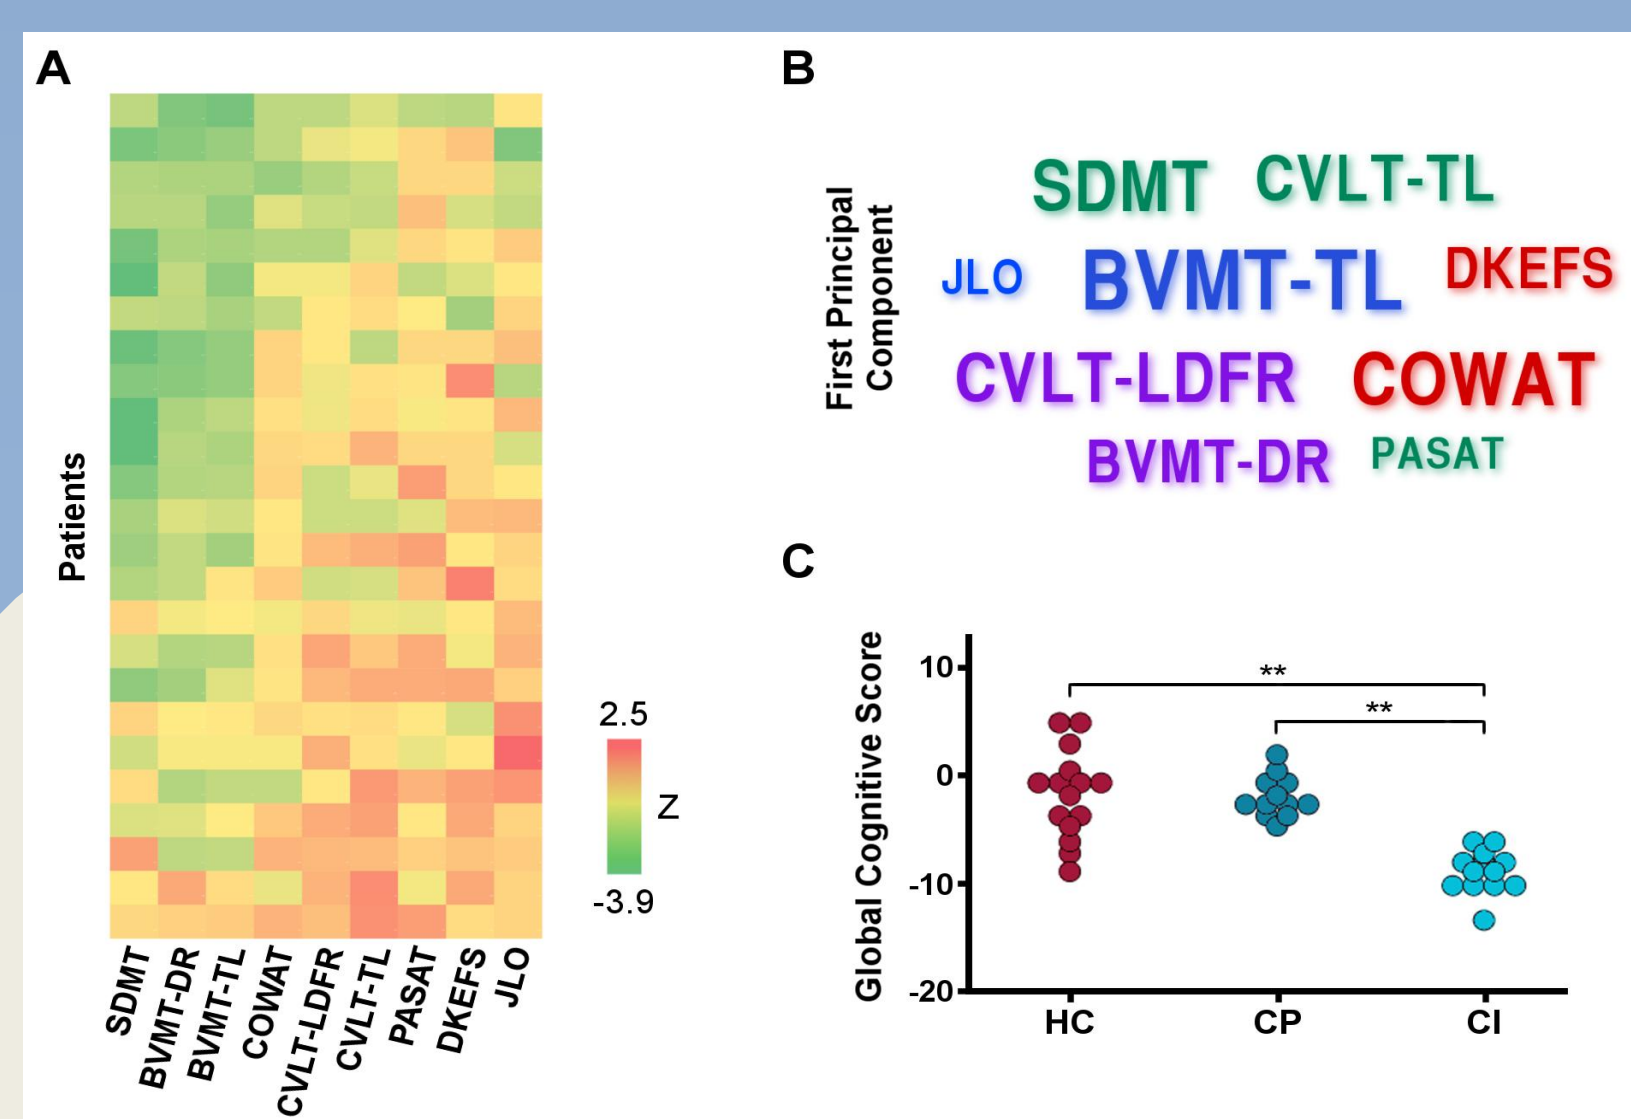 A
Patients
SDMT
BVMT-DR
BVMT-TL
COWAT
CVLT-LDFR
CVLT-TL
PASAT
DKEFS
JLO
2.5
Z
-3.9
B
First Principal
Component
SDMT CVLT-TL
JLO BVMT-TL DKEFS
CVLT-LDFR COWAT
BVMT-DR PASAT
C
Global Cognitive Score
10
0
-10
-20
**
**
HC CP CI